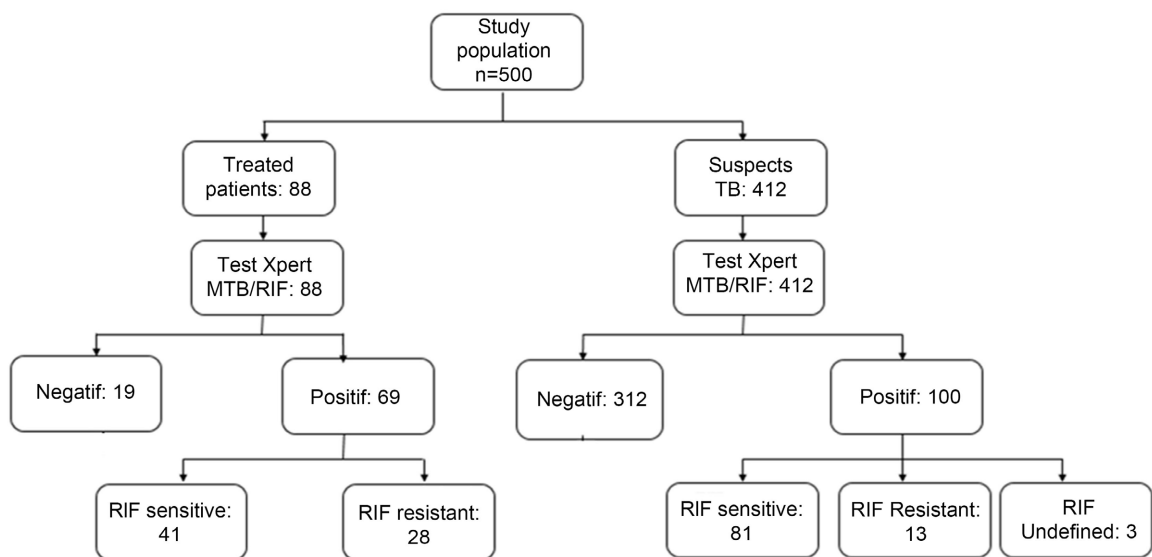 Study
population
n=500
Treated
patients: 88
Suspects
TB: 412
Test Xpert
MTB/RIF: 88
Test Xpert
MTB/RIF: 412
Negatif: 19
Positif: 69
Negatif: 312
Positif: 100
RIF sensitive:
41
RIF resistant:
28
RIF sensitive:
81
RIF Resistant:
13
RIF
Undefined: 3